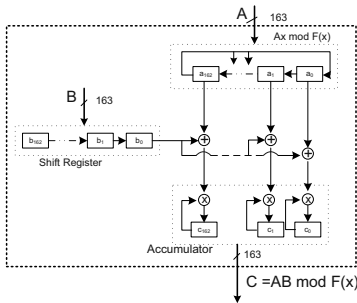 A
163
Ax mod F(x)
a162 a1 a0
B
163
b162 b1 b0
Shift Register
+ + +
x x x
c162 c1 c0
Accumulator
163
C =AB mod F(x)